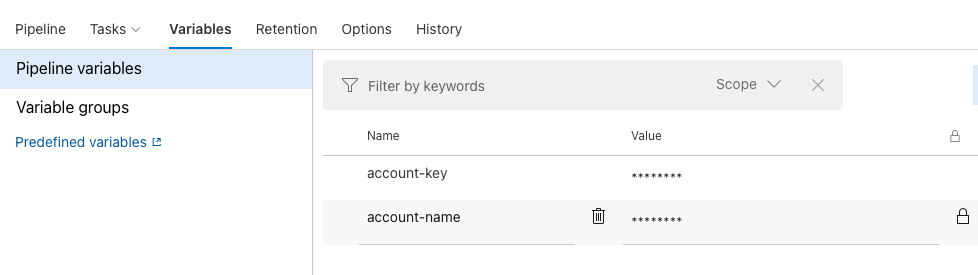 Pipeline Tasks Variables Retention Options History
Pipeline variables
Variable groups
Predefined variables
Filter by keywords Scope
Name Value
account-key ********
account-name ********